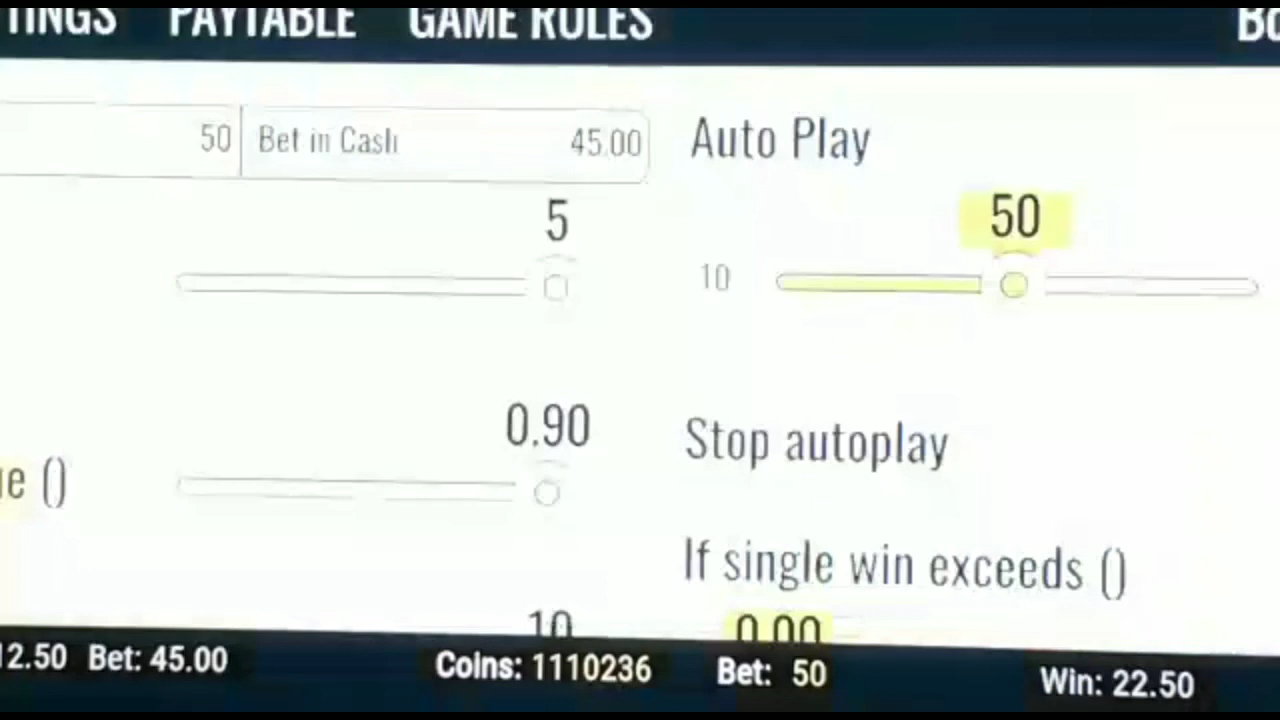 PAYTABLE GAME RULES
50 Bet in Cash 45.00
Auto Play
5
50
10
0.90
Stop autoplay
()
If single win exceeds ()
10
0.00
12.50 Bet: 45.00 Coins: 1110236 Bet: 50 Win: 22.50